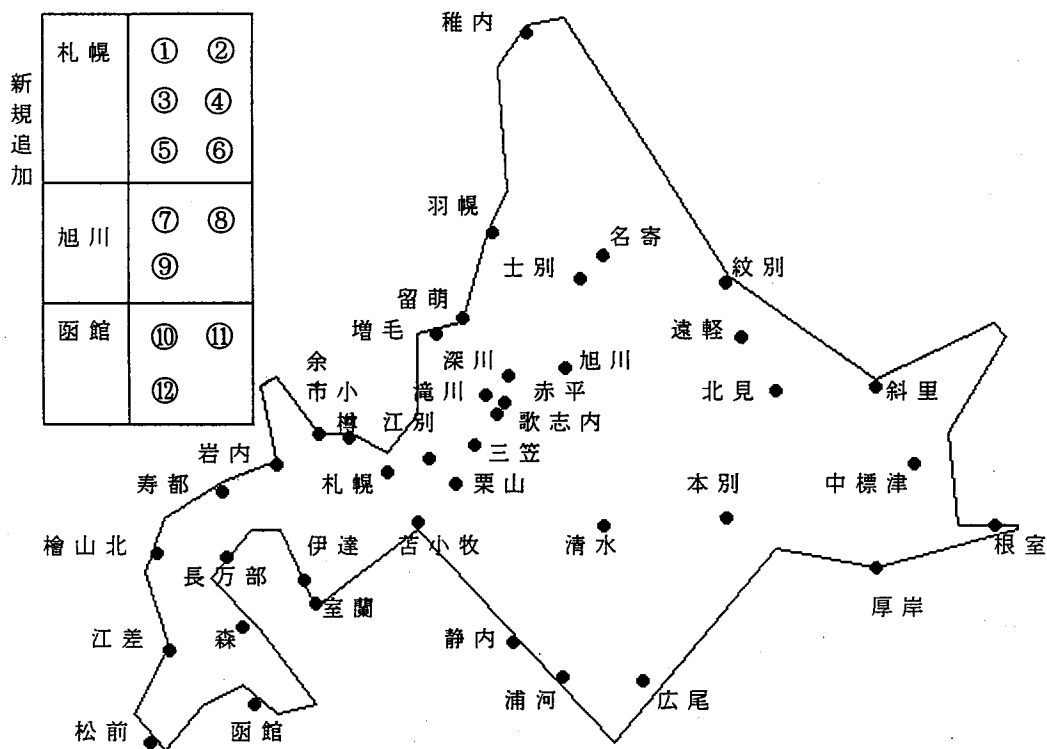 新規追加
札幌
① ②
③ ④
⑤ ⑥
旭川
⑦ ⑧
⑨
函館
⑩ ⑪
⑫
稚内
羽幌
名寄
士別
紋別
留萌
増毛
遠軽
深川
旭川
余市
小樽
滝川
赤平
北見
斜里
江別
歌志内
岩内
三笠
寿都
札幌
栗山
本別
中標津
檜山北
伊達
苫小牧
清水
根室
長万部
室蘭
厚岸
江差
森
静内
浦河
広尾
松前
函館